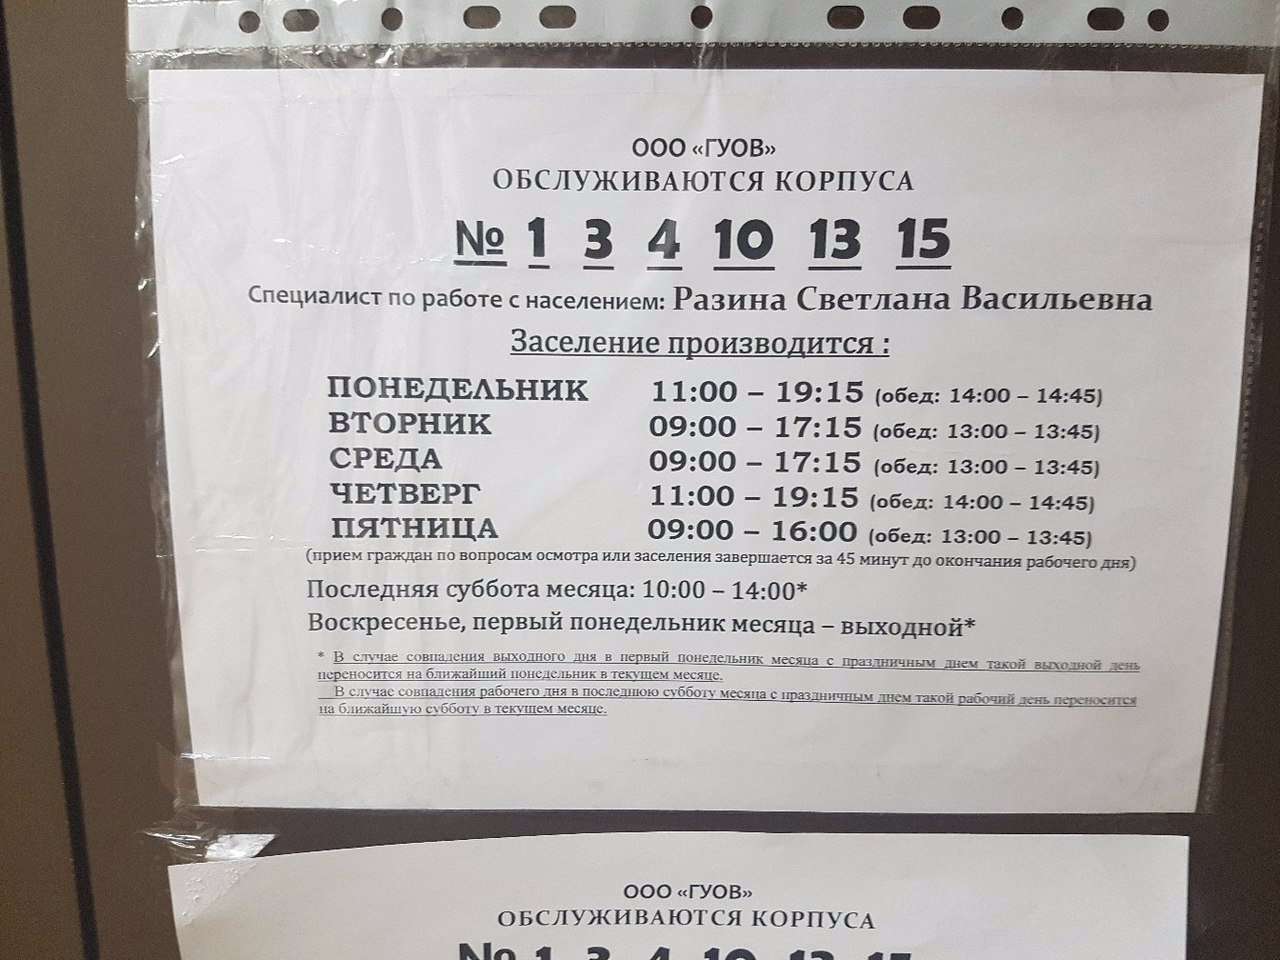 ООО «ГУОВ»
ОБСЛУЖИВАЮТСЯ КОРПУСА
№ 1 3 4 10 13 15
Специалист по работе с населением: Разина Светлана Васильевна
Заселение производится :
ПОНЕДЕЛЬНИК 11:00 – 19:15 (обед: 14:00 – 14:45)
ВТОРНИК 09:00 – 17:15 (обед: 13:00 – 13:45)
СРЕДА 09:00 – 17:15 (обед: 13:00 – 13:45)
ЧЕТВЕРГ 11:00 – 19:15 (обед: 14:00 – 14:45)
ПЯТНИЦА 09:00 – 16:00 (обед: 13:00 – 13:45)
(прием граждан по вопросам осмотра или заселения завершается за 45 минут до окончания рабочего дня)
Последняя суббота месяца: 10:00 – 14:00*
Воскресенье, первый понедельник месяца – выходной*
* В случае совпадения выходного дня в первый понедельник месяца с праздничным днем такой выходной день
переносится на ближайший понедельник в текущем месяце.
В случае совпадения рабочего дня в последнюю субботу месяца с праздничным днем такой рабочий день переносится
на ближайшую субботу в текущем месяце.
ООО «ГУОВ»
ОБСЛУЖИВАЮТСЯ КОРПУСА
№ 1 3 4 10 13 15